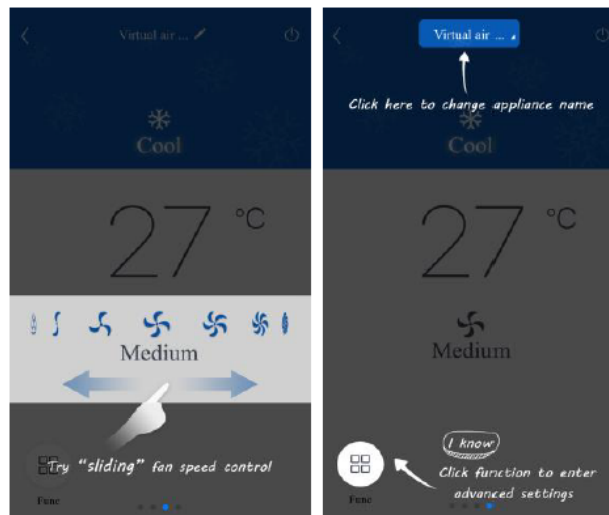 Virtual air ...
Cool
27 °C
Medium
Try "sliding" fan speed control
Func
Virtual air ...
Click here to change appliance name
Cool
27 °C
Medium
I know
Click function to enter
advanced settings
Func